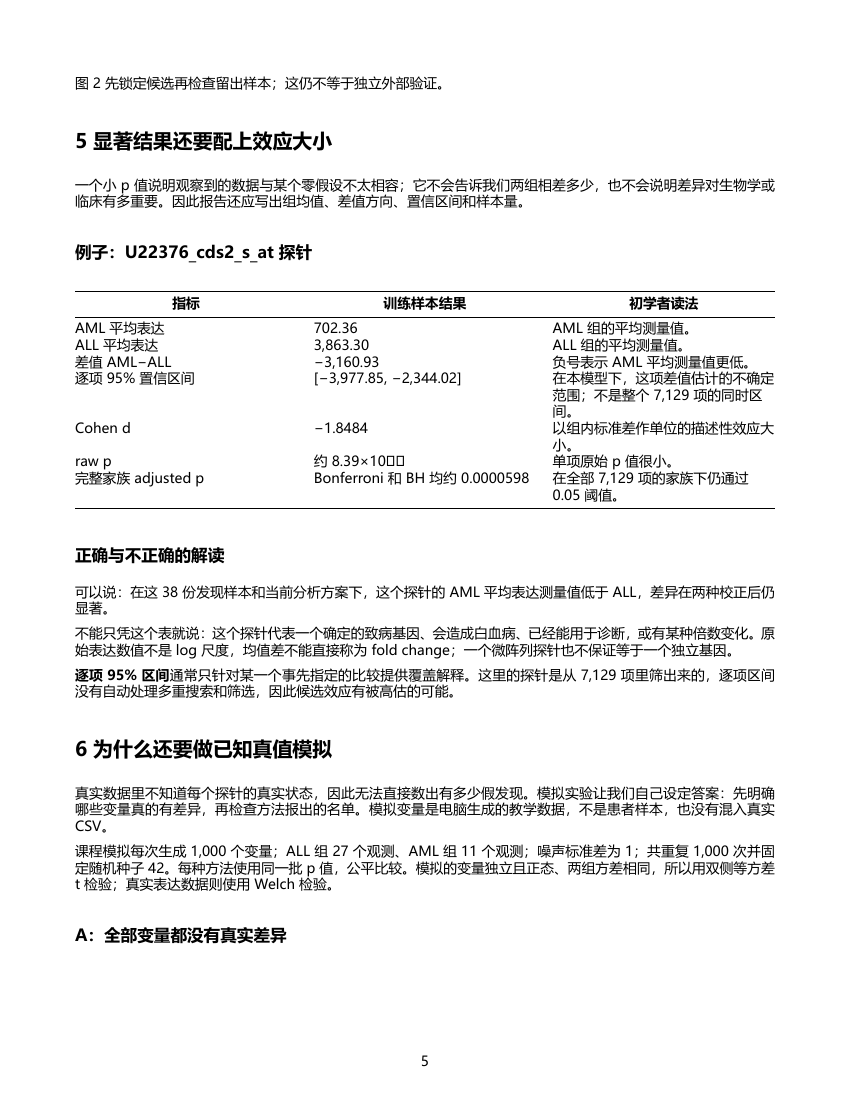 图 2 先锁定候选再检查留出样本；这仍不等于独立外部验证。
5 显著结果还要配上效应大小
一个小 p 值说明观察到的数据与某个零假设不太相容；它不会告诉我们两组相差多少，也不会说明差异对生物学或
临床有多重要。因此报告还应写出组均值、差值方向、置信区间和样本量。
例子：U22376_cds2_s_at 探针
指标 训练样本结果 初学者读法
AML 平均表达 702.36 AML 组的平均测量值。
ALL 平均表达 3,863.30 ALL 组的平均测量值。
差值 AML−ALL −3,160.93 负号表示 AML 平均测量值更低。
逐项 95% 置信区间 [−3,977.85, −2,344.02] 在本模型下，这项差值估计的不确定
范围；不是整个 7,129 项的同时区
间。
Cohen d −1.8484 以组内标准差作单位的描述性效应大
小。
raw p 约 8.39×10▯▯ 单项原始 p 值很小。
完整家族 adjusted p Bonferroni 和 BH 均约 0.0000598 在全部 7,129 项的家族下仍通过
0.05 阈值。
正确与不正确的解读
可以说：在这 38 份发现样本和当前分析方案下，这个探针的 AML 平均表达测量值低于 ALL，差异在两种校正后仍
显著。
不能只凭这个表就说：这个探针代表一个确定的致病基因、会造成白血病、已经能用于诊断，或有某种倍数变化。原
始表达数值不是 log 尺度，均值差不能直接称为 fold change；一个微阵列探针也不保证等于一个独立基因。
逐项 95% 区间通常只针对某一个事先指定的比较提供覆盖解释。这里的探针是从 7,129 项里筛出来的，逐项区间
没有自动处理多重搜索和筛选，因此候选效应有被高估的可能。
6 为什么还要做已知真值模拟
真实数据里不知道每个探针的真实状态，因此无法直接数出有多少假发现。模拟实验让我们自己设定答案：先明确
哪些变量真的有差异，再检查方法报出的名单。模拟变量是电脑生成的教学数据，不是患者样本，也没有混入真实
CSV。
课程模拟每次生成 1,000 个变量；ALL 组 27 个观测、AML 组 11 个观测；噪声标准差为 1；共重复 1,000 次并固
定随机种子 42。每种方法使用同一批 p 值，公平比较。模拟的变量独立且正态、两组方差相同，所以用双侧等方差
t 检验；真实表达数据则使用 Welch 检验。
A：全部变量都没有真实差异
5